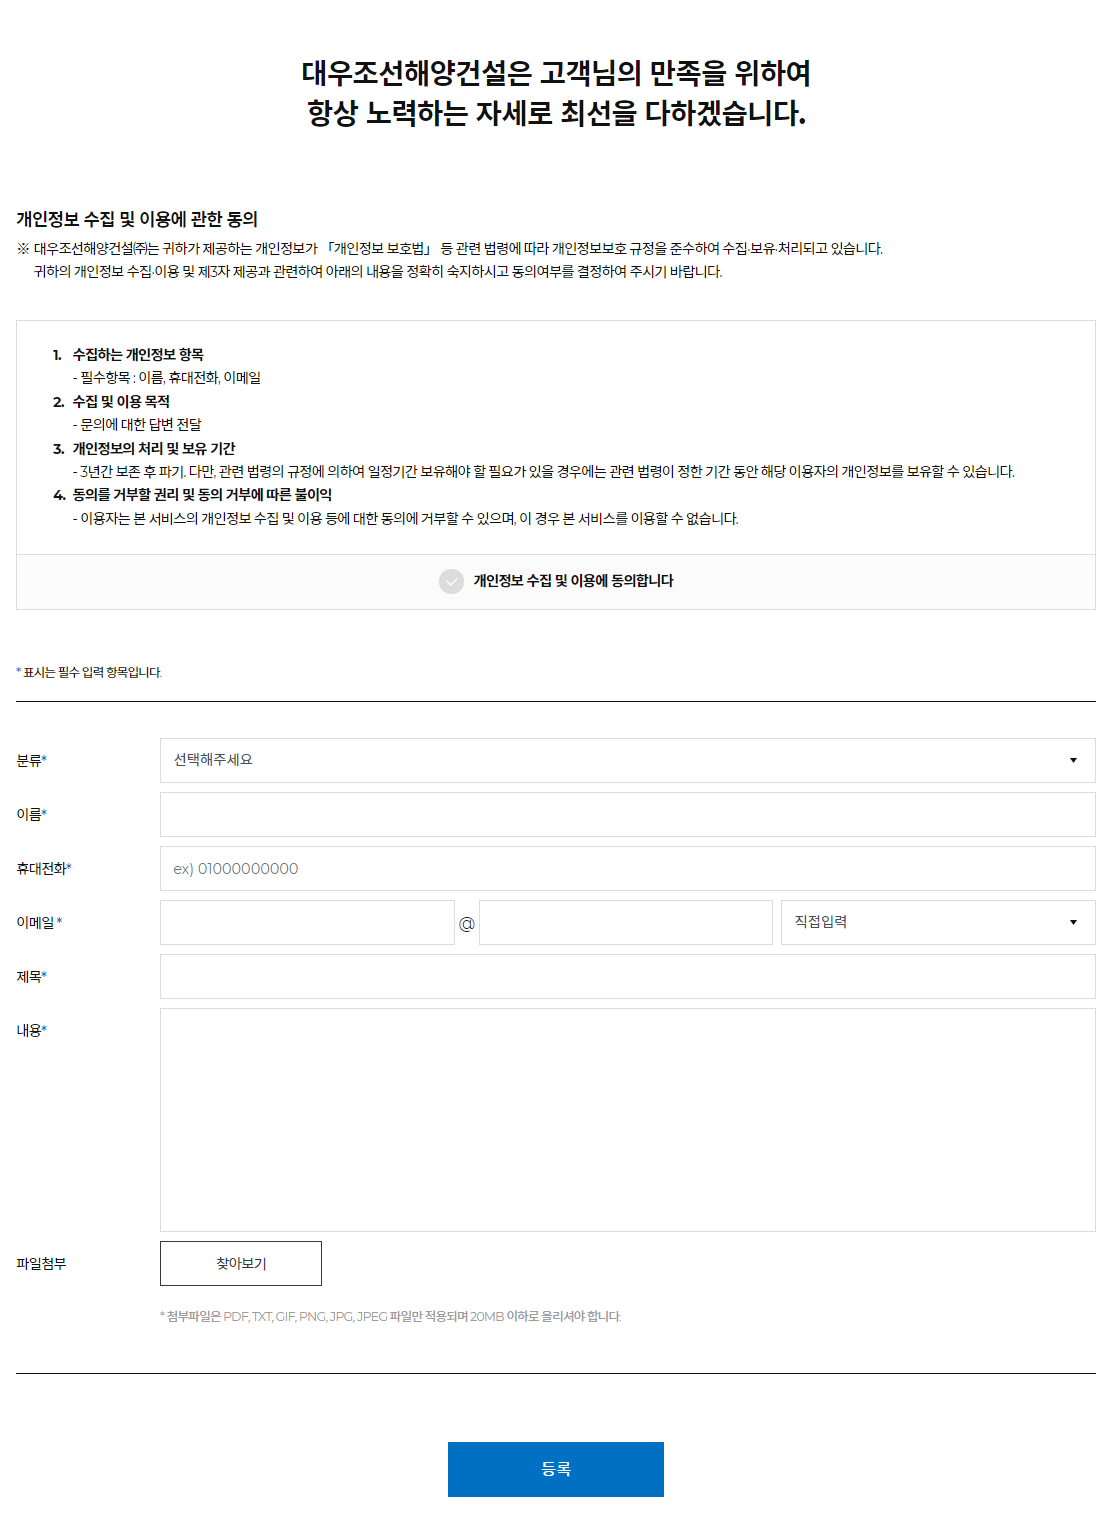 대우조선해양건설은 고객님의 만족을 위하여
항상 노력하는 자세로 최선을 다하겠습니다.
개인정보 수집 및 이용에 관한 동의
※ 대우조선해양건설㈜는 귀하가 제공하는 개인정보가 「개인정보 보호법」 등 관련 법령에 따라 개인정보보호 규정을 준수하여 수집·보유·처리되고 있습니다.
귀하의 개인정보 수집·이용 및 제3자 제공과 관련하여 아래의 내용을 정확히 숙지하시고 동의여부를 결정하여 주시기 바랍니다.
1. 수집하는 개인정보 항목
- 필수항목 : 이름, 휴대전화, 이메일
2. 수집 및 이용 목적
- 문의에 대한 답변 전달
3. 개인정보의 처리 및 보유 기간
- 3년간 보존 후 파기. 다만, 관련 법령의 규정에 의하여 일정기간 보유해야 할 필요가 있을 경우에는 관련 법령이 정한 기간 동안 해당 이용자의 개인정보를 보유할 수 있습니다.
4. 동의를 거부할 권리 및 동의 거부에 따른 불이익
- 이용자는 본 서비스의 개인정보 수집 및 이용 등에 대한 동의에 거부할 수 있으며, 이 경우 본 서비스를 이용할 수 없습니다.
개인정보 수집 및 이용에 동의합니다
* 표시는 필수 입력 항목입니다.
분류* 선택해주세요
이름*
휴대전화* ex) 01000000000
이메일 * @ 직접입력
제목*
내용*
파일첨부 찾아보기
* 첨부파일은 PDF, TXT, GIF, PNG, JPG, JPEG 파일만 적용되며 20MB 이하로 올리셔야 합니다.
등록